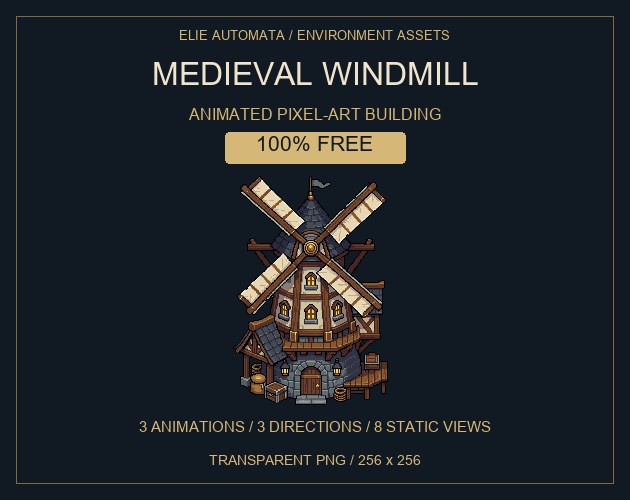 ELIE AUTOMATA / ENVIRONMENT ASSETS
MEDIEVAL WINDMILL
ANIMATED PIXEL-ART BUILDING
100% FREE
3 ANIMATIONS / 3 DIRECTIONS / 8 STATIC VIEWS
TRANSPARENT PNG / 256 x 256